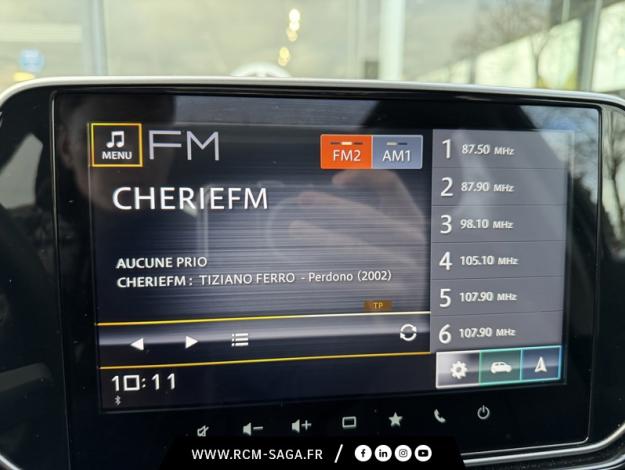 MENU FM
FM2 AM1
CHERIEFM
AUCUNE PRIO
CHERIEFM : TIZIANO FERRO - Perdono (2002)
TP
10:11
1 87.50 MHz
2 87.90 MHz
3 98.10 MHz
4 105.10 MHz
5 107.90 MHz
6 107.90 MHz
WWW.RCM-SAGA.FR /